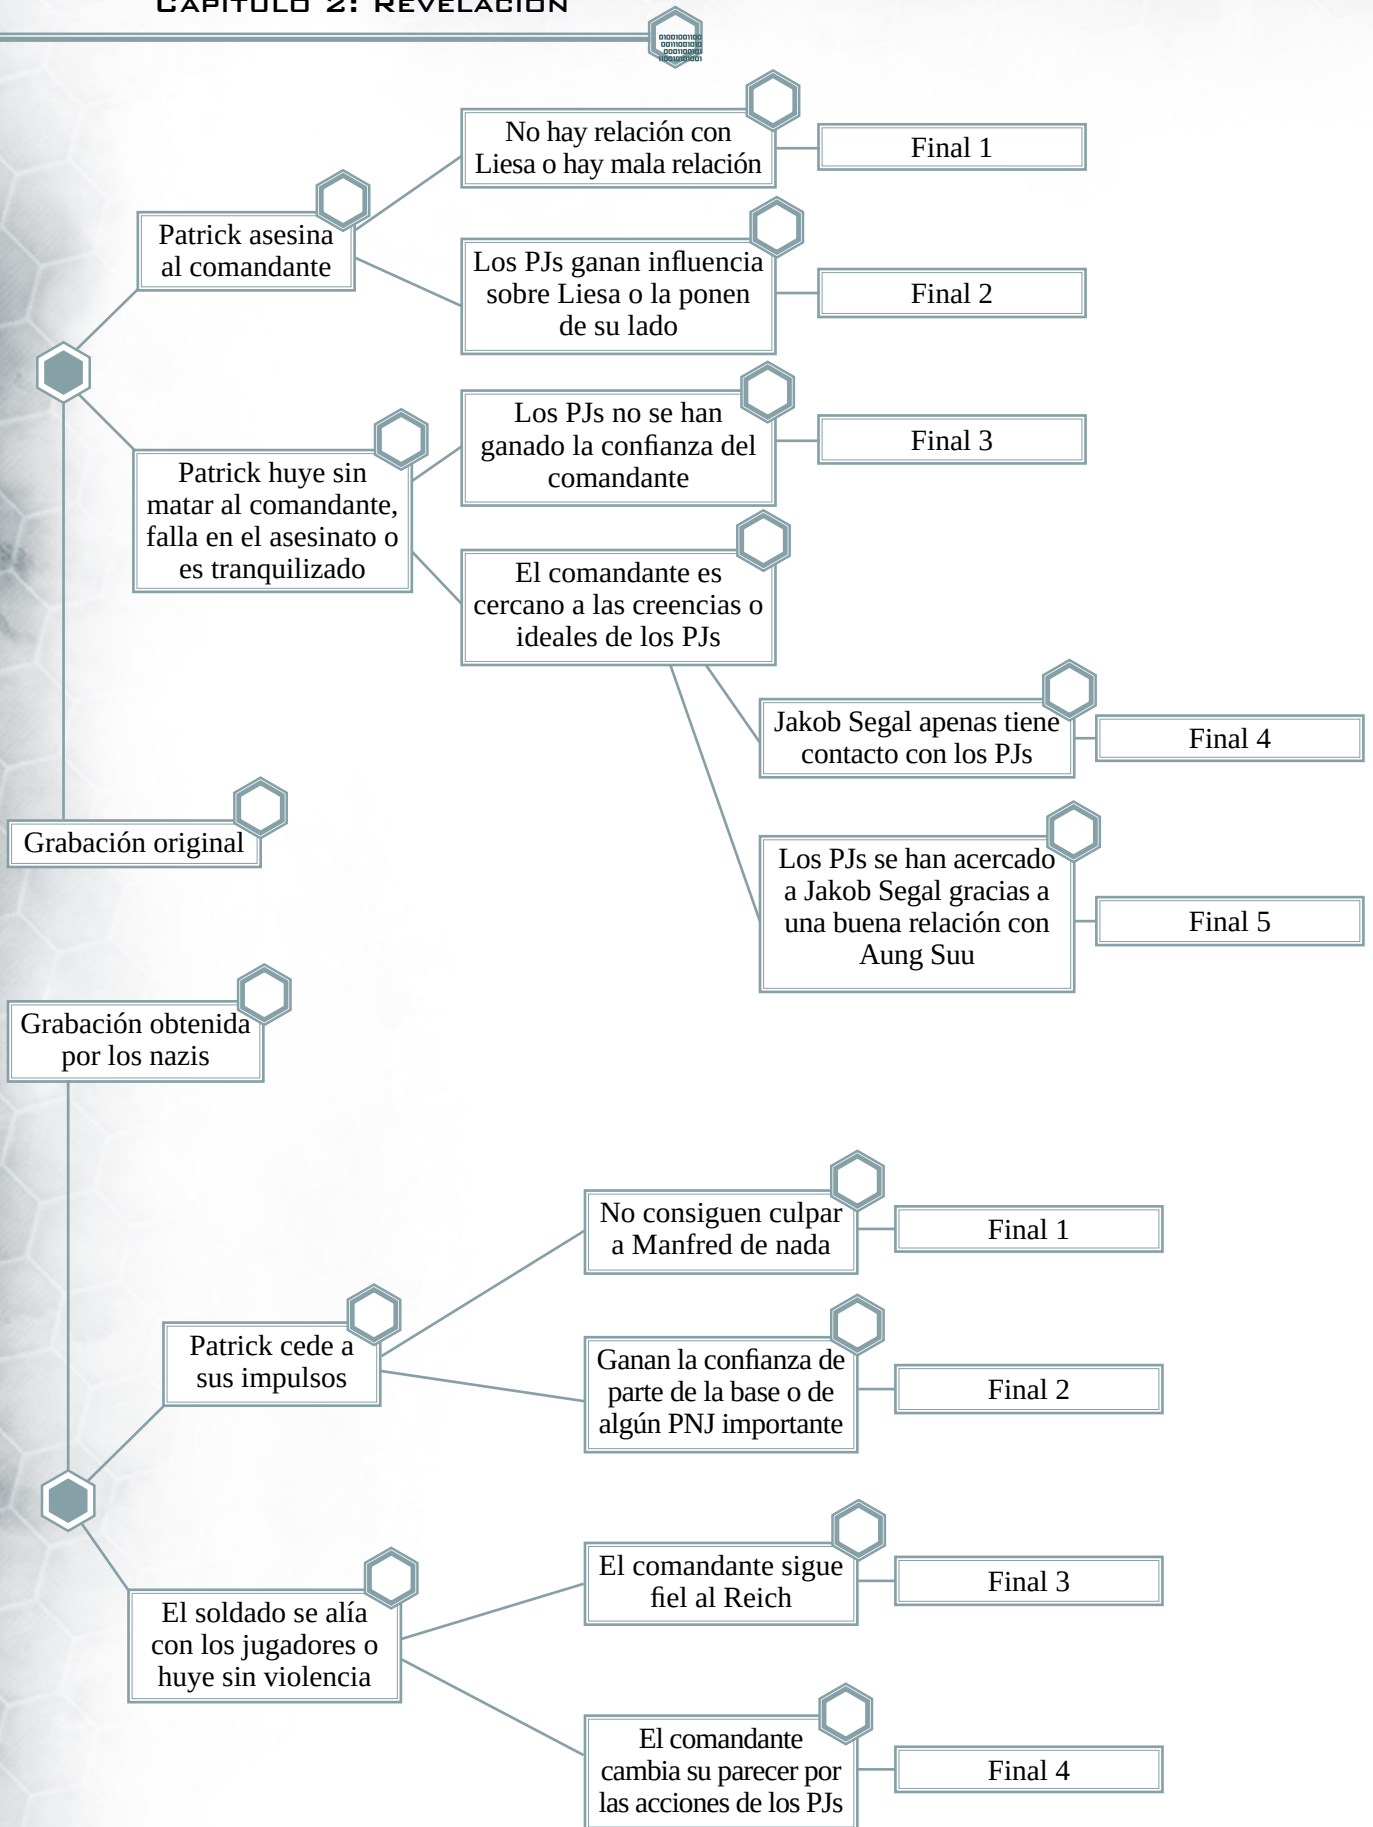 CAPÍTULO 2: REVELACIÓN
0100100110
0011001010
000110010
11001010100
No hay relación con
Liesa o hay mala relación
Final 1
Patrick asesina
al comandante
Los PJs ganan influencia
sobre Liesa o la ponen
de su lado
Final 2
Los PJs no se han
ganado la confianza del
comandante
Final 3
Patrick huye sin
matar al comandante,
falla en el asesinato o
es tranquilizado
El comandante es
cercano a las creencias o
ideales de los PJs
Jakob Segal apenas tiene
contacto con los PJs
Final 4
Grabación original
Los PJs se han acercado
a Jakob Segal gracias a
una buena relación con
Aung Suu
Final 5
Grabación obtenida
por los nazis
No consiguen culpar
a Manfred de nada
Final 1
Patrick cede a
sus impulsos
Ganan la confianza de
parte de la base o de
algún PNJ importante
Final 2
El comandante sigue
fiel al Reich
Final 3
El soldado se alía
con los jugadores o
huye sin violencia
El comandante
cambia su parecer por
las acciones de los PJs
Final 4